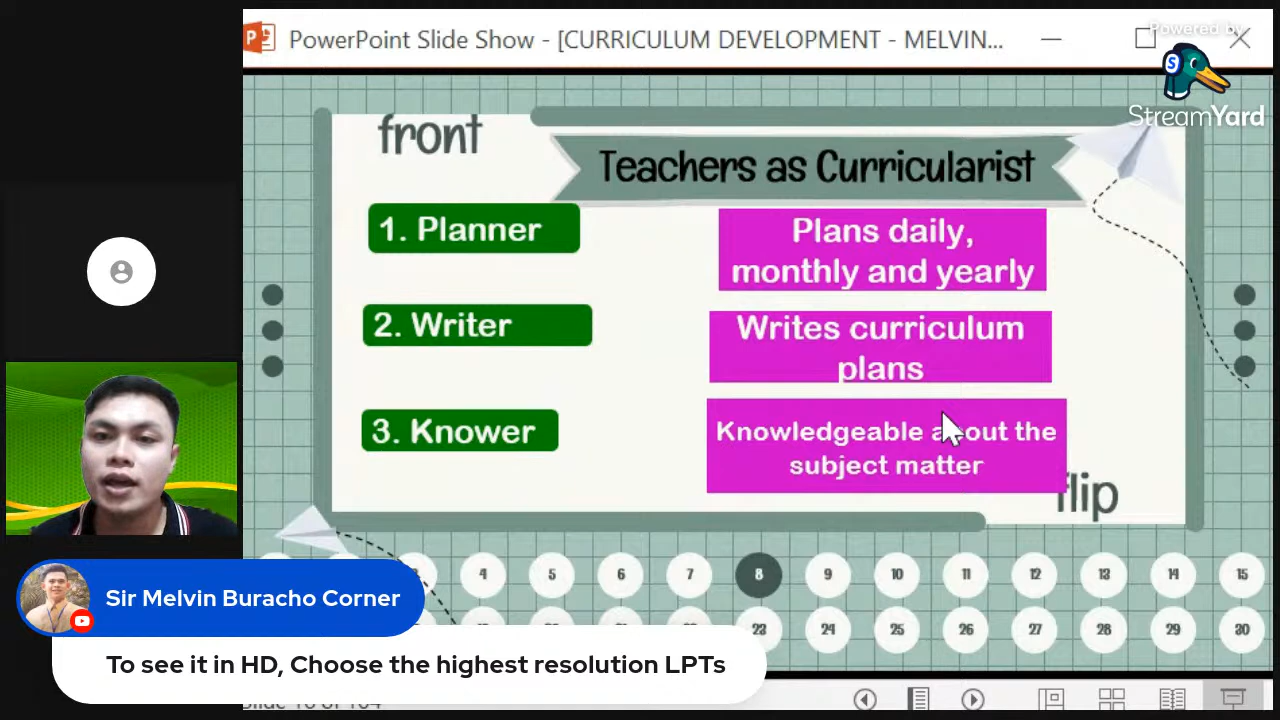 PowerPoint Slide Show - [CURRICULUM DEVELOPMENT - MELVIN...
Powered by
StreamYard
front
Teachers as Curricularist
1. Planner
Plans daily,
monthly and yearly
2. Writer
Writes curriculum
plans
3. Knower
Knowledgeable about the
subject matter
flip
4 5 6 7 8 9 10 11 12 13 14 15
23 24 25 26 27 28 29 30
Sir Melvin Buracho Corner
To see it in HD, Choose the highest resolution LPTs